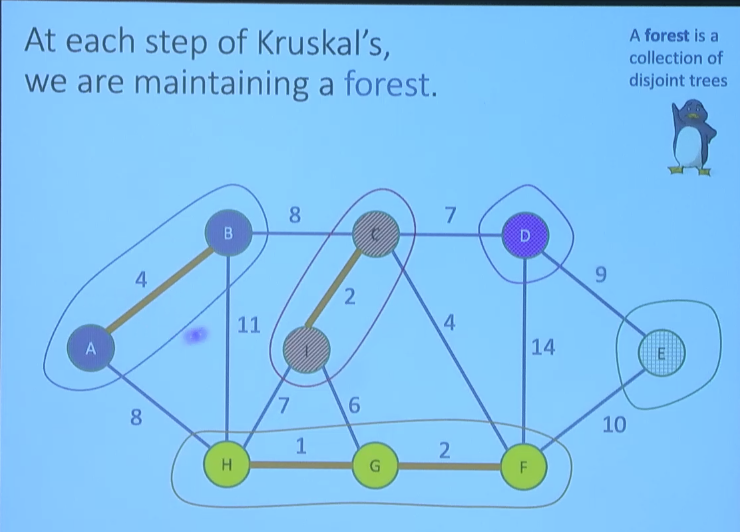 At each step of Kruskal's,
we are maintaining a forest.
A forest is a
collection of
disjoint trees
B
8
C
7
D
4
2
9
A
11
I
4
14
E
8
7
6
10
H
1
G
2
F